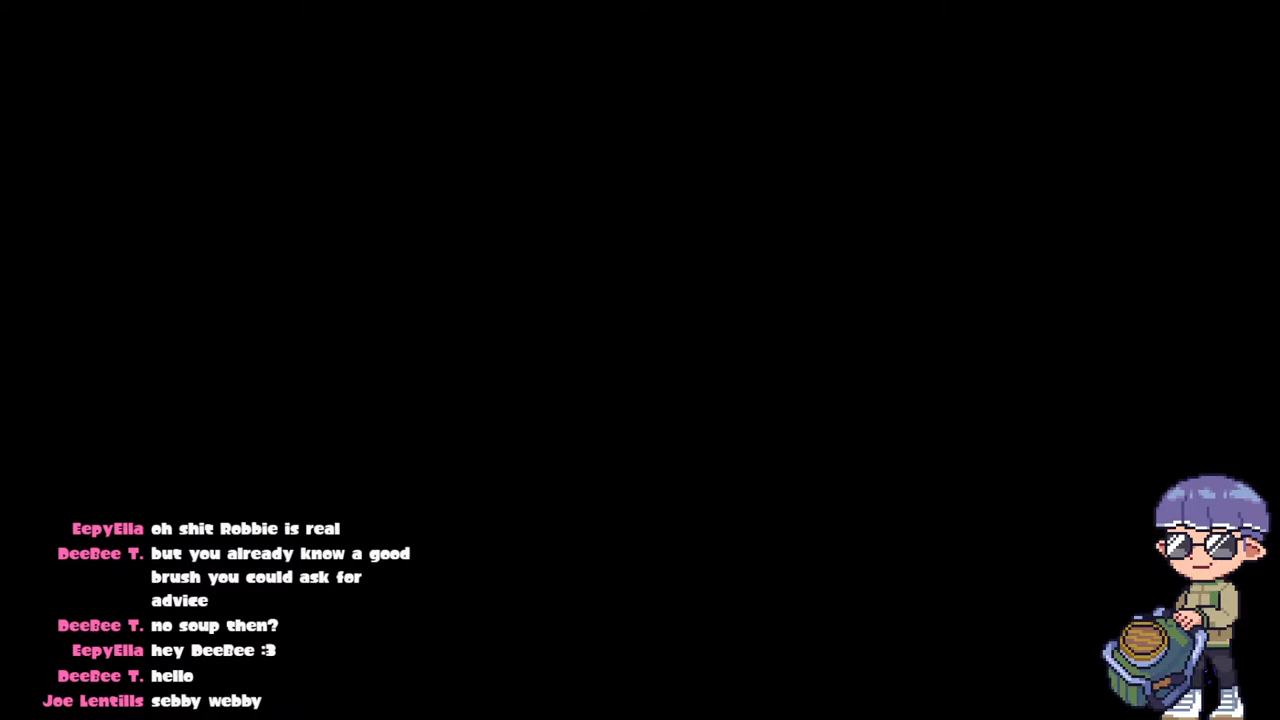 EepyElla oh shit Robbie is real
DeeBee T. but you already know a good
brush you could ask for
advice
DeeBee T. no soup then?
EepyElla hey DeeBee :3
DeeBee T. hello
Joe Lentills sebby webby